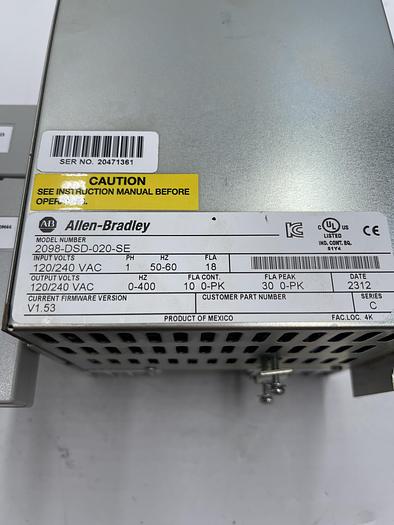 SER NO. 20471361
CAUTION
SEE INSTRUCTION MANUAL BEFORE
AB Allen-Bradley
MODEL NUMBER
2098-DSD-020-SE
INPUT VOLTS PH HZ FLA
120/240 VAC 1 50-60 18
OUTPUT VOLTS HZ FLA CONT. FLA PEAK DATE
120/240 VAC 0-400 10 0-PK 30 0-PK 2312
CURRENT FIRMWARE VERSION CUSTOMER PART NUMBER SERIES
V1.53 C
PRODUCT OF MEXICO FAC.LOC. 4K
C UL US CE
LISTED
IND. CONT. EQ.